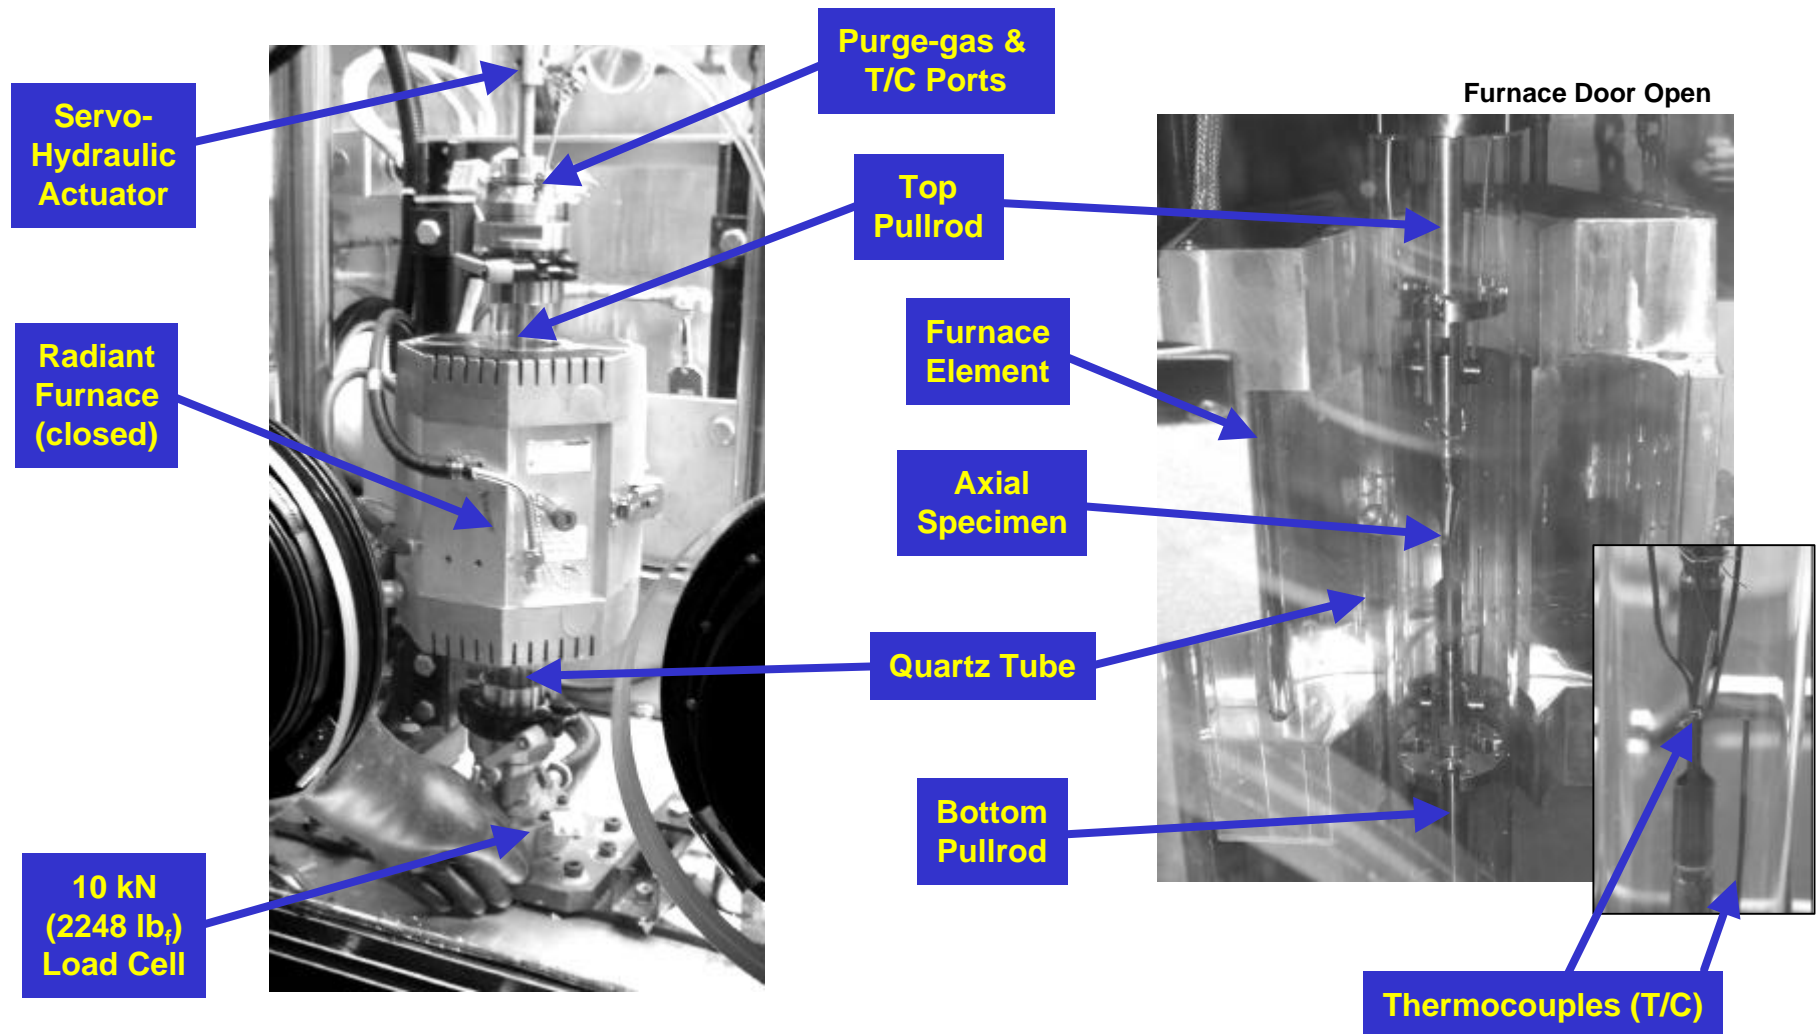 Purge-gas &
T/C Ports
Furnace Door Open
Servo-
Hydraulic
Actuator
Top
Pullrod
Radiant
Furnace
(closed)
Furnace
Element
Axial
Specimen
Quartz Tube
Bottom
Pullrod
10 kN
(2248 lbf)
Load Cell
Thermocouples (T/C)